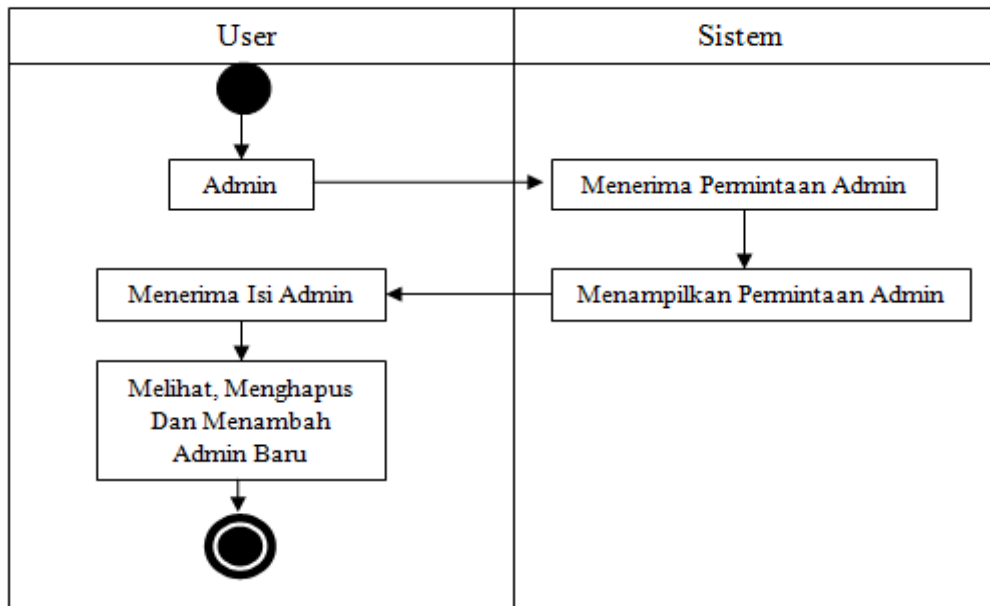 User
Sistem
Admin
Menerima Permintaan Admin
Menerima Isi Admin
Menampilkan Permintaan Admin
Melihat, Menghapus
Dan Menambah
Admin Baru